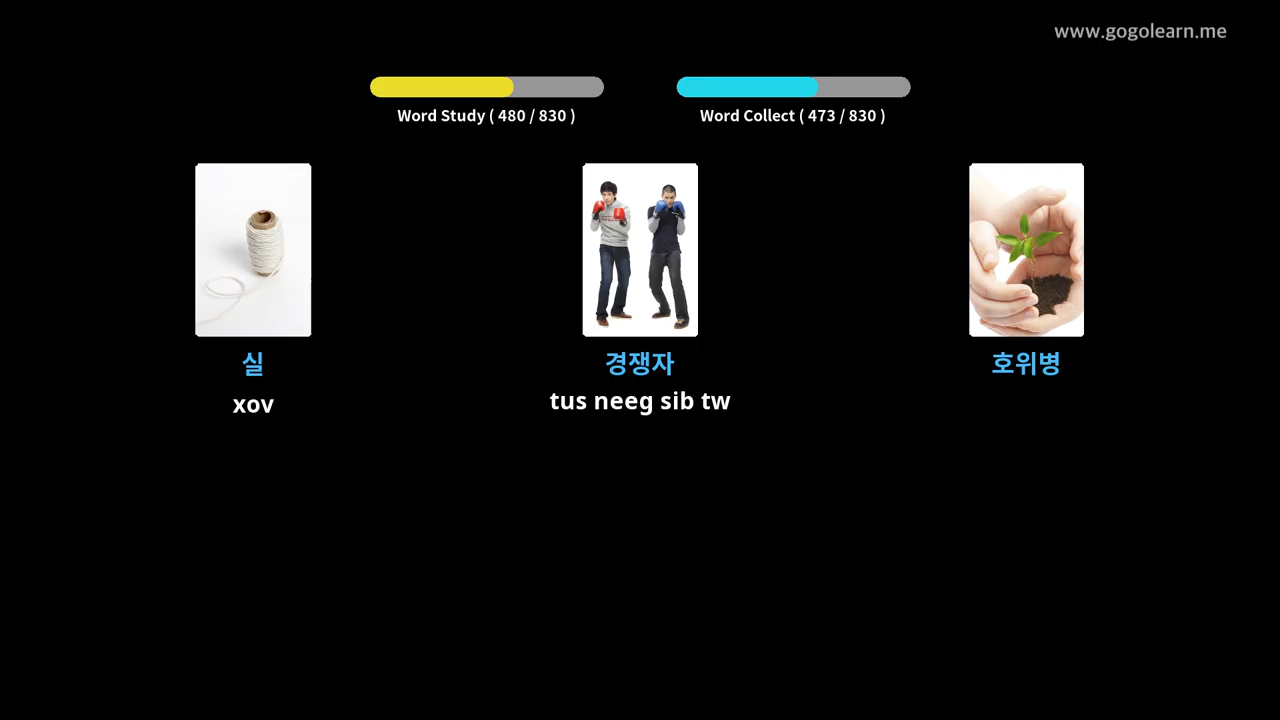 www.gogolearn.me
Word Study ( 480 / 830 )
Word Collect ( 473 / 830 )
실
경쟁자
호위병
xov
tus neeg sib tw